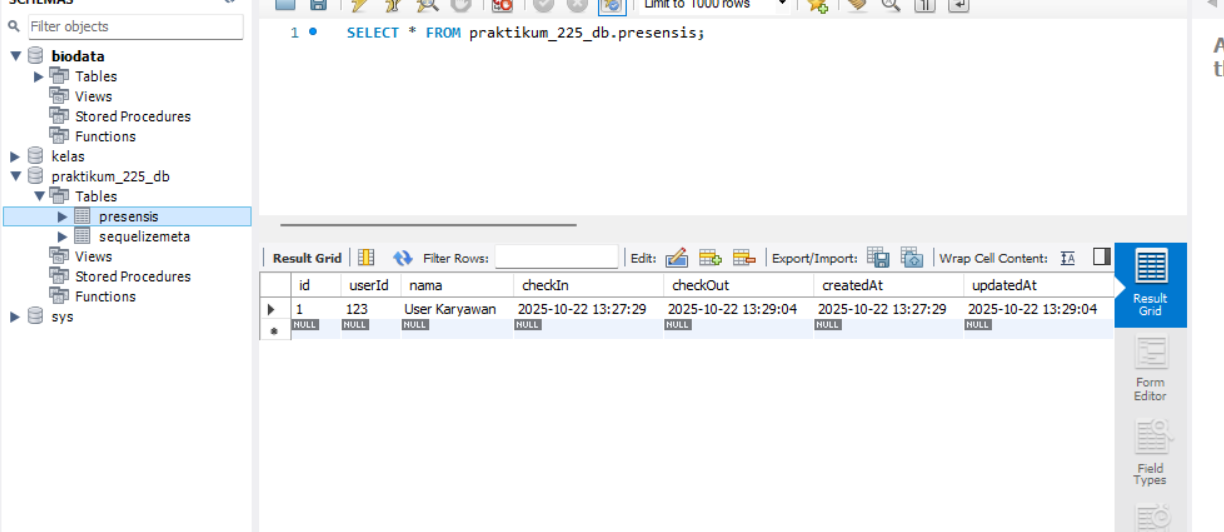 SCHEMAS
Filter objects
biodata
Tables
Views
Stored Procedures
Functions
kelas
praktikum_225_db
Tables
presensis
sequelizemeta
Views
Stored Procedures
Functions
sys
Limit to 1000 rows
1 SELECT * FROM praktikum_225_db.presensis;
Result Grid Filter Rows: Edit: Export/Import: Wrap Cell Content: IA
id userId nama checkIn checkOut createdAt updatedAt
1 123 User Karyawan 2025-10-22 13:27:29 2025-10-22 13:29:04 2025-10-22 13:27:29 2025-10-22 13:29:04
NULL NULL NULL NULL NULL NULL NULL
Result
Grid
Form
Editor
Field
Types